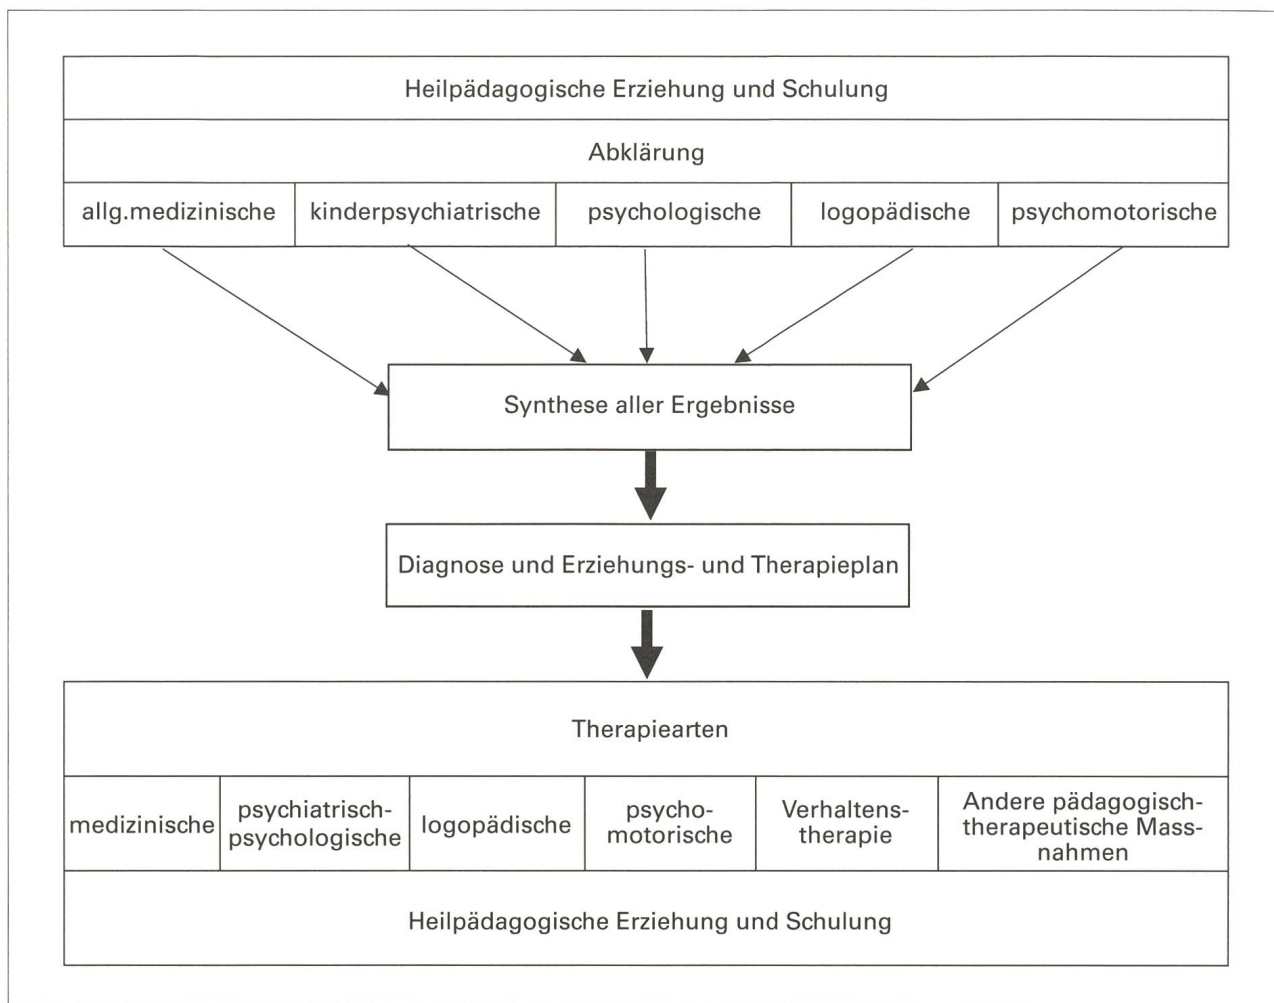 Heilpädagogische Erziehung und Schulung
Abklärung
allg.medizinische
kinderpsychiatrische
psychologische
logopädische
psychomotorische
Synthese aller Ergebnisse
Diagnose und Erziehungs- und Therapieplan
Therapiearten
medizinische
psychiatrisch-
psychologische
logopädische
psycho-
motorische
Verhaltens-
therapie
Andere pädagogisch-
therapeutische Mass-
nahmen
Heilpädagogische Erziehung und Schulung